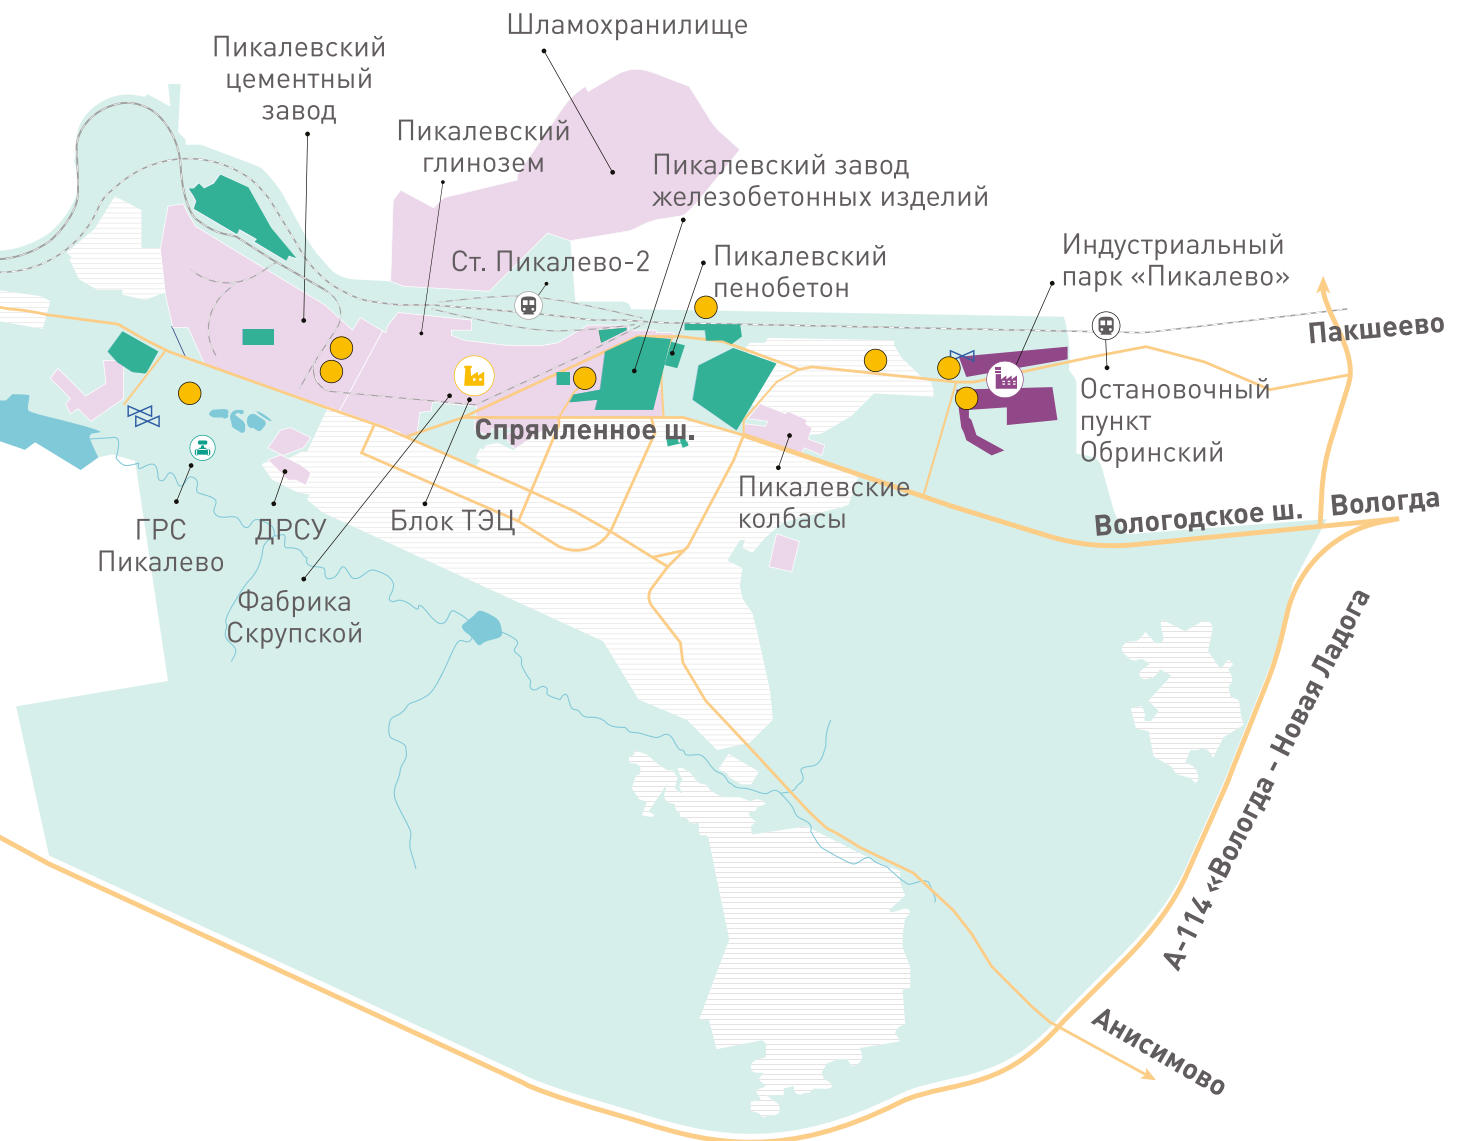 Шламохранилище
Пикалевский
цементный
завод
Пикалевский
глинозем
Пикалевский завод
железобетонных изделий
Ст. Пикалево-2
Пикалевский
пенобетон
Индустриальный
парк «Пикалево»
Пакшеево
Остановочный
пункт
Обринский
Спрямленное ш.
Пикалевские
колбасы
Вологодское ш.
Вологда
ГРС
Пикалево
ДРСУ
Блок ТЭЦ
Фабрика
Скрупской
А-114 «Вологда - Новая Ладога
Анисимово